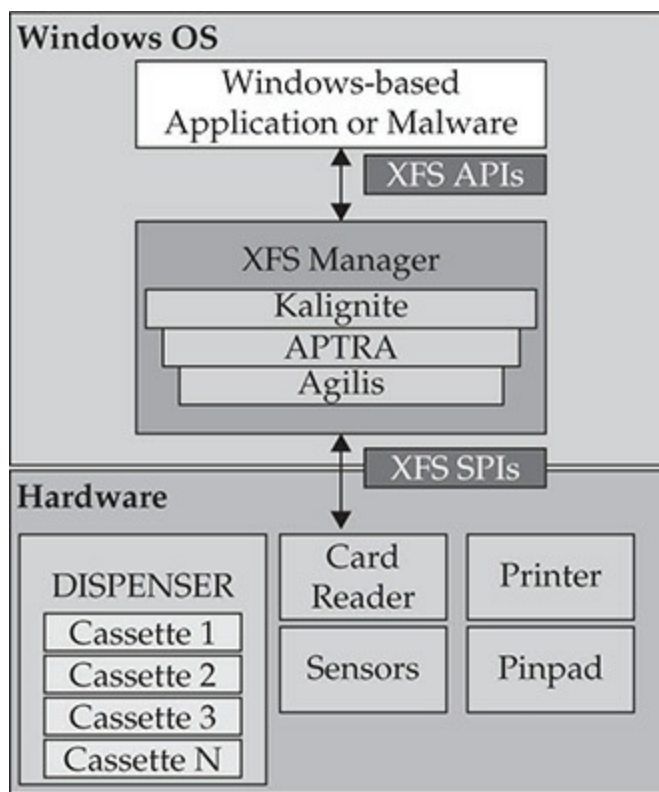 Windows OS
Windows-based
Application or Malware
XFS APIs
XFS Manager
Kalignite
APTRA
Agilis
XFS SPIs
Hardware
DISPENSER
Cassette 1
Cassette 2
Cassette 3
Cassette N
Card
Reader
Printer
Sensors
Pinpad